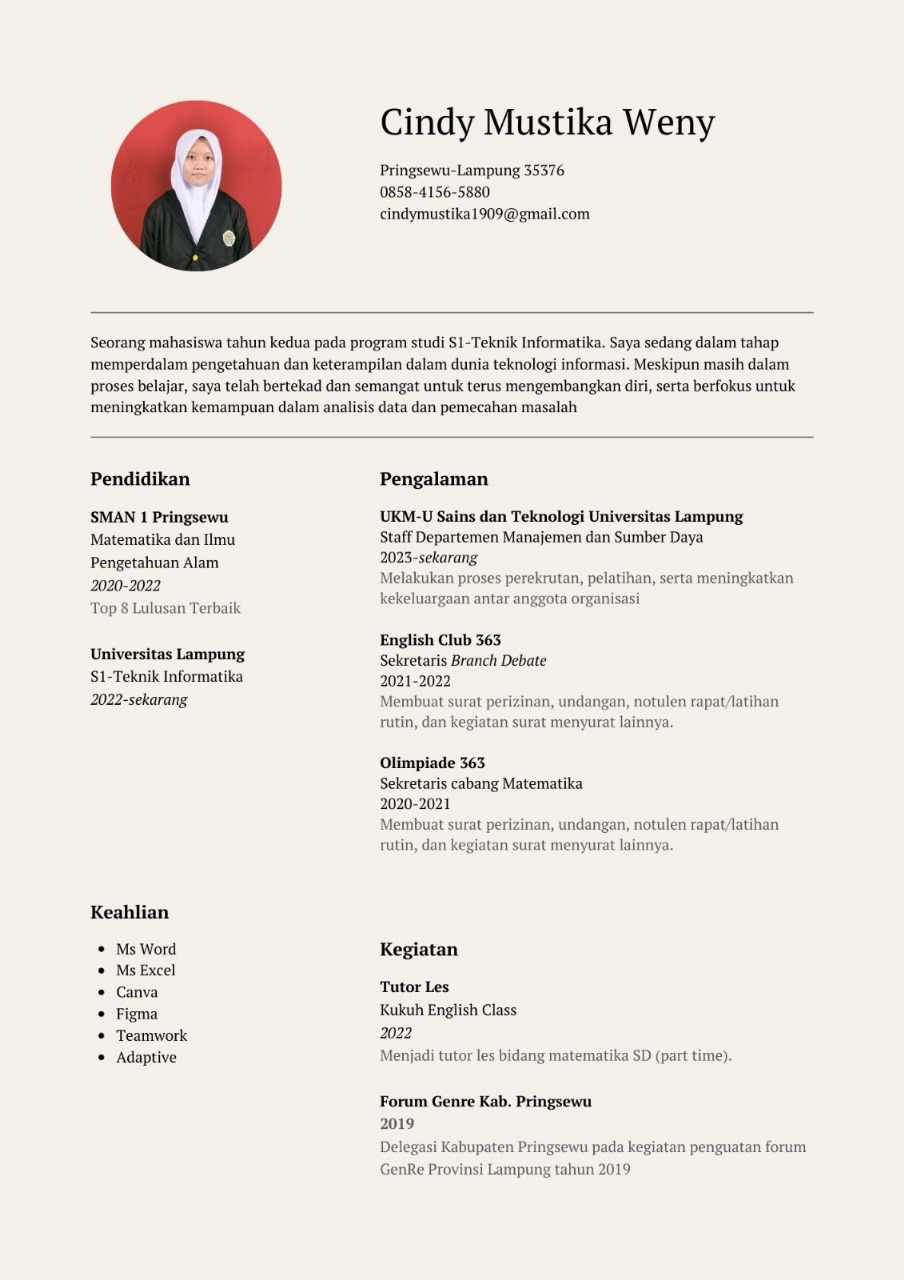 Cindy Mustika Weny
Pringsewu-Lampung 35376
0858-4156-5880
cindymustika1909@gmail.com
Seorang mahasiswa tahun kedua pada program studi S1-Teknik Informatika. Saya sedang dalam tahap
memperdalam pengetahuan dan keterampilan dalam dunia teknologi informasi. Meskipun masih dalam
proses belajar, saya telah bertekad dan semangat untuk terus mengembangkan diri, serta berfokus untuk
meningkatkan kemampuan dalam analisis data dan pemecahan masalah
Pendidikan
SMAN 1 Pringsewu
Matematika dan Ilmu
Pengetahuan Alam
2020-2022
Top 8 Lulusan Terbaik
Universitas Lampung
S1-Teknik Informatika
2022-sekarang
Pengalaman
UKM-U Sains dan Teknologi Universitas Lampung
Staff Departemen Manajemen dan Sumber Daya
2023-sekarang
Melakukan proses perekrutan, pelatihan, serta meningkatkan
kekeluargaan antar anggota organisasi
English Club 363
Sekretaris Branch Debate
2021-2022
Membuat surat perizinan, undangan, notulen rapat/latihan
rutin, dan kegiatan surat menyurat lainnya.
Olimpiade 363
Sekretaris cabang Matematika
2020-2021
Membuat surat perizinan, undangan, notulen rapat/latihan
rutin, dan kegiatan surat menyurat lainnya.
Keahlian
• Ms Word
• Ms Excel
• Canva
• Figma
• Teamwork
• Adaptive
Kegiatan
Tutor Les
Kukuh English Class
2022
Menjadi tutor les bidang matematika SD (part time).
Forum Genre Kab. Pringsewu
2019
Delegasi Kabupaten Pringsewu pada kegiatan penguatan forum
GenRe Provinsi Lampung tahun 2019